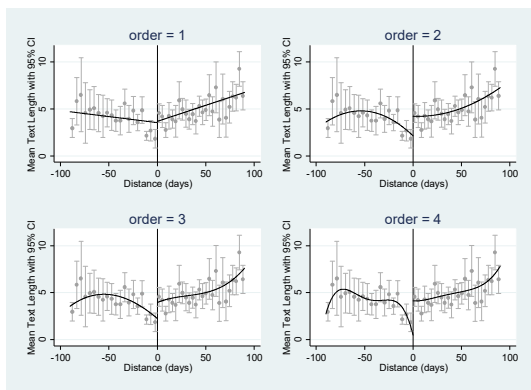 order = 1
Mean Text Length with 95% CI
0 5 10
-100 -50 0 50 100
Distance (days)
order = 2
Mean Text Length with 95% CI
0 5 10
-100 -50 0 50 100
Distance (days)
order = 3
Mean Text Length with 95% CI
0 5 10
-100 -50 0 50 100
Distance (days)
order = 4
Mean Text Length with 95% CI
0 5 10
-100 -50 0 50 100
Distance (days)